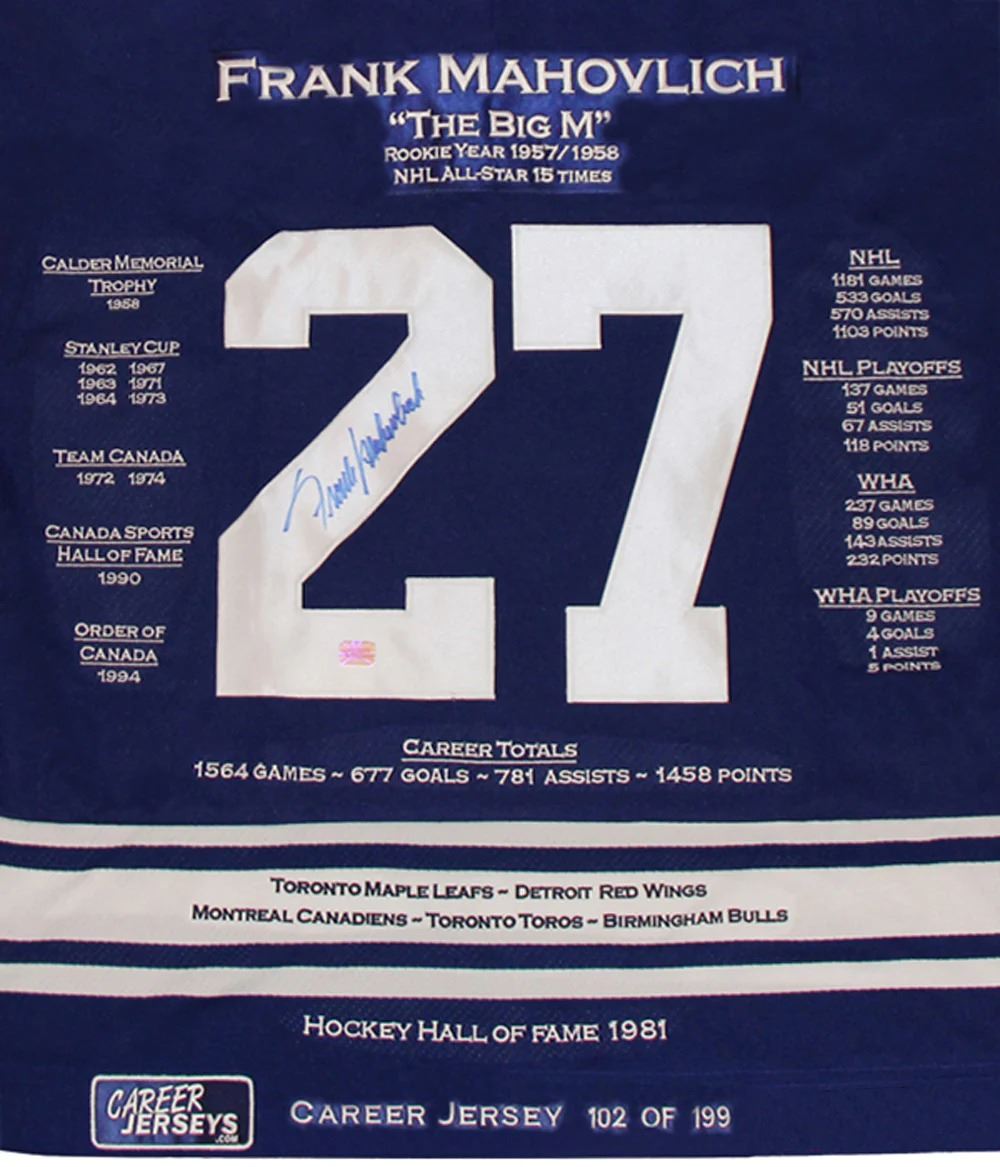 FRANK MAHOVLICH
“THE BIG M”
ROOKIE YEAR 1957/1958
NHL ALL-STAR 15 TIMES
27
Frank Mahovlich
CALDER MEMORIAL
TROPHY
1958
STANLEY CUP
1962 1967
1963 1971
1964 1973
TEAM CANADA
1972 1974
CANADA SPORTS
HALL OF FAME
1990
ORDER OF
CANADA
1994
NHL
1181 GAMES
533 GOALS
570 ASSISTS
1103 POINTS
NHL PLAYOFFS
137 GAMES
51 GOALS
67 ASSISTS
118 POINTS
WHA
237 GAMES
89 GOALS
143 ASSISTS
232 POINTS
WHA PLAYOFFS
9 GAMES
4 GOALS
1 ASSIST
5 POINTS
CAREER TOTALS
1564 GAMES ~ 677 GOALS ~ 781 ASSISTS ~ 1458 POINTS
TORONTO MAPLE LEAFS ~ DETROIT RED WINGS
MONTREAL CANADIENS ~ TORONTO TOROS ~ BIRMINGHAM BULLS
HOCKEY HALL OF FAME 1981
CAREER
JERSEYS
.COM
CAREER JERSEY 102 OF 199